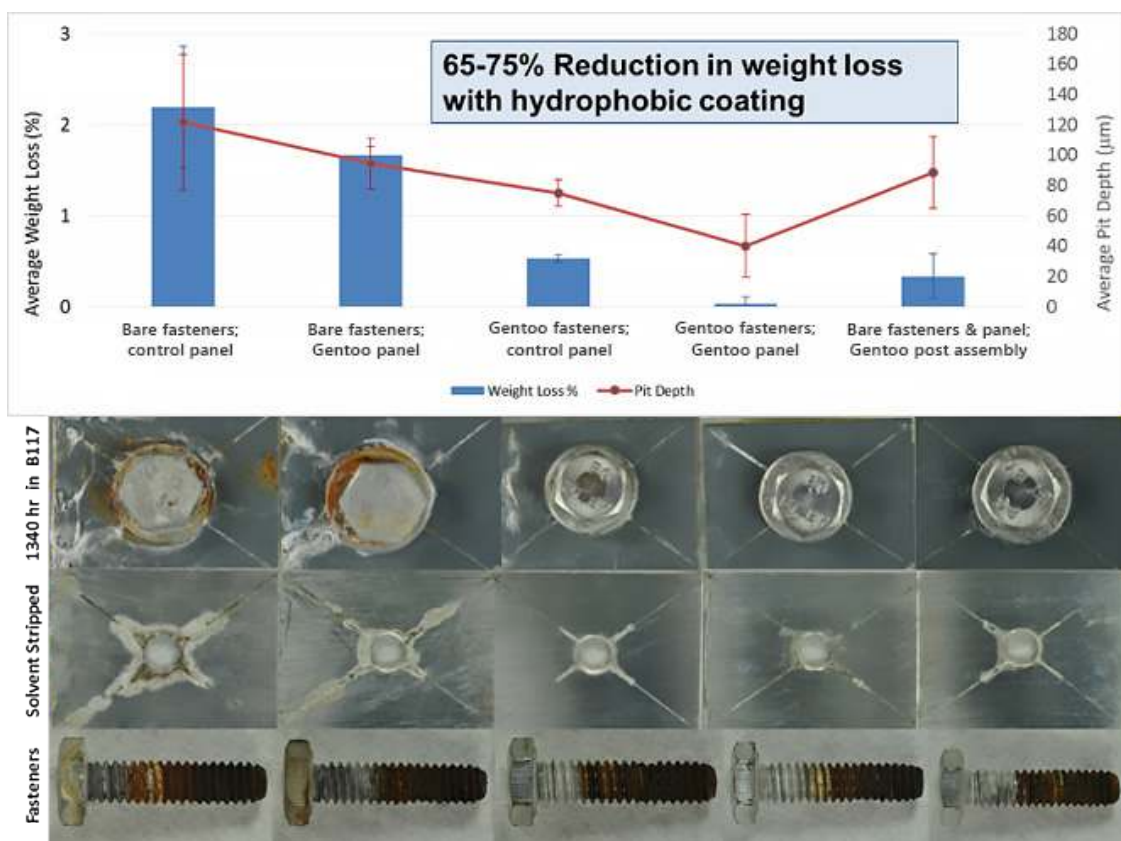 65-75% Reduction in weight loss
with hydrophobic coating
3
2
1
0
Average Weight Loss (%)
180
160
140
120
100
80
60
40
20
0
Average Pit Depth (μm)
Bare fasteners;
control panel
Bare fasteners;
Gentoo panel
Gentoo fasteners;
control panel
Gentoo fasteners;
Gentoo panel
Bare fasteners & panel;
Gentoo post assembly
Weight Loss %
Pit Depth
1340 hr in B117
Solvent Stripped
Fasteners